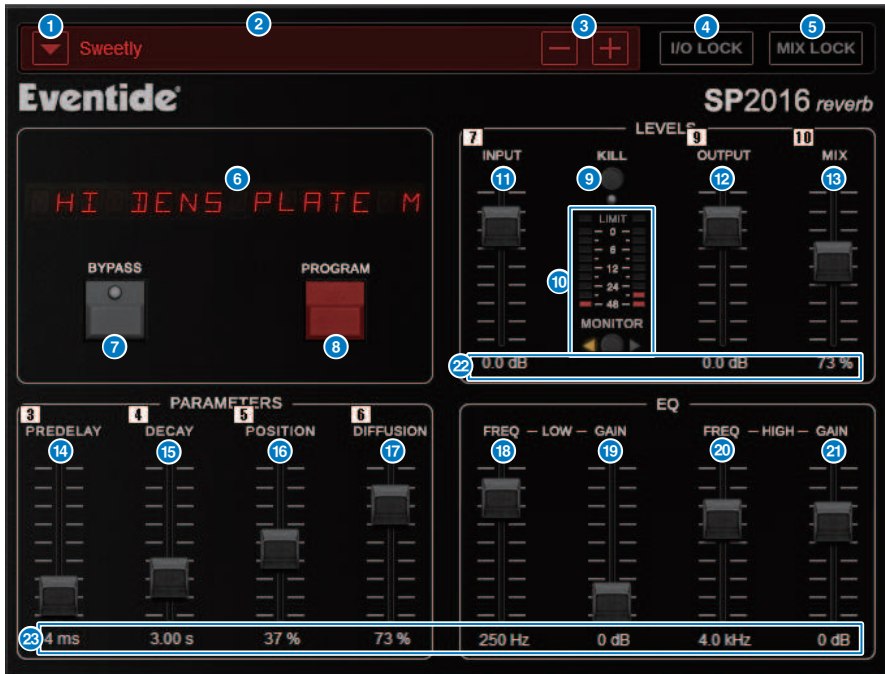 1 2 3 4 5
Sweetly − + I/O LOCK MIX LOCK
Eventide® SP2016 reverb
LEVELS
7 9 10
INPUT KILL OUTPUT MIX
6 11 9 12 13
HI DENS PLATE M
LIMIT
0
6
12
10
24
48
BYPASS PROGRAM
MONITOR
7 8
22 0.0 dB 0.0 dB 73 %
PARAMETERS EQ
3 4 5 6
PREDELAY DECAY POSITION DIFFUSION FREQ — LOW — GAIN FREQ — HIGH — GAIN
14 15 16 17 18 19 20 21
23 4 ms 3.00 s 37 % 73 % 250 Hz 0 dB 4.0 kHz 0 dB